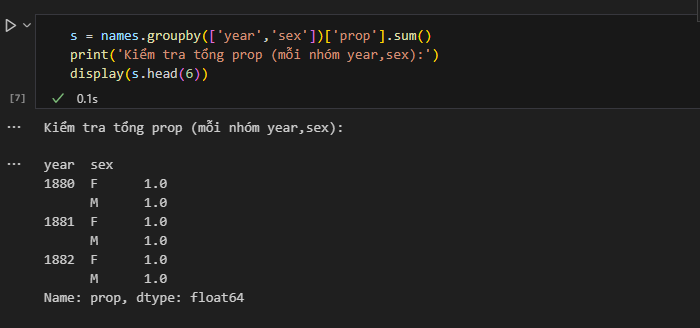 s = names.groupby(['year','sex'])['prop'].sum()
print('Kiểm tra tổng prop (mỗi nhóm year,sex):')
display(s.head(6))
[7]
0.1s
... Kiểm tra tổng prop (mỗi nhóm year,sex):
... year  sex
1880  F      1.0
      M      1.0
1881  F      1.0
      M      1.0
1882  F      1.0
      M      1.0
Name: prop, dtype: float64